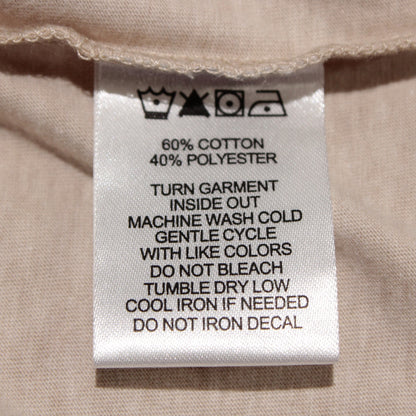 60% COTTON
40% POLYESTER
TURN GARMENT
INSIDE OUT
MACHINE WASH COLD
GENTLE CYCLE
WITH LIKE COLORS
DO NOT BLEACH
TUMBLE DRY LOW
COOL IRON IF NEEDED
DO NOT IRON DECAL